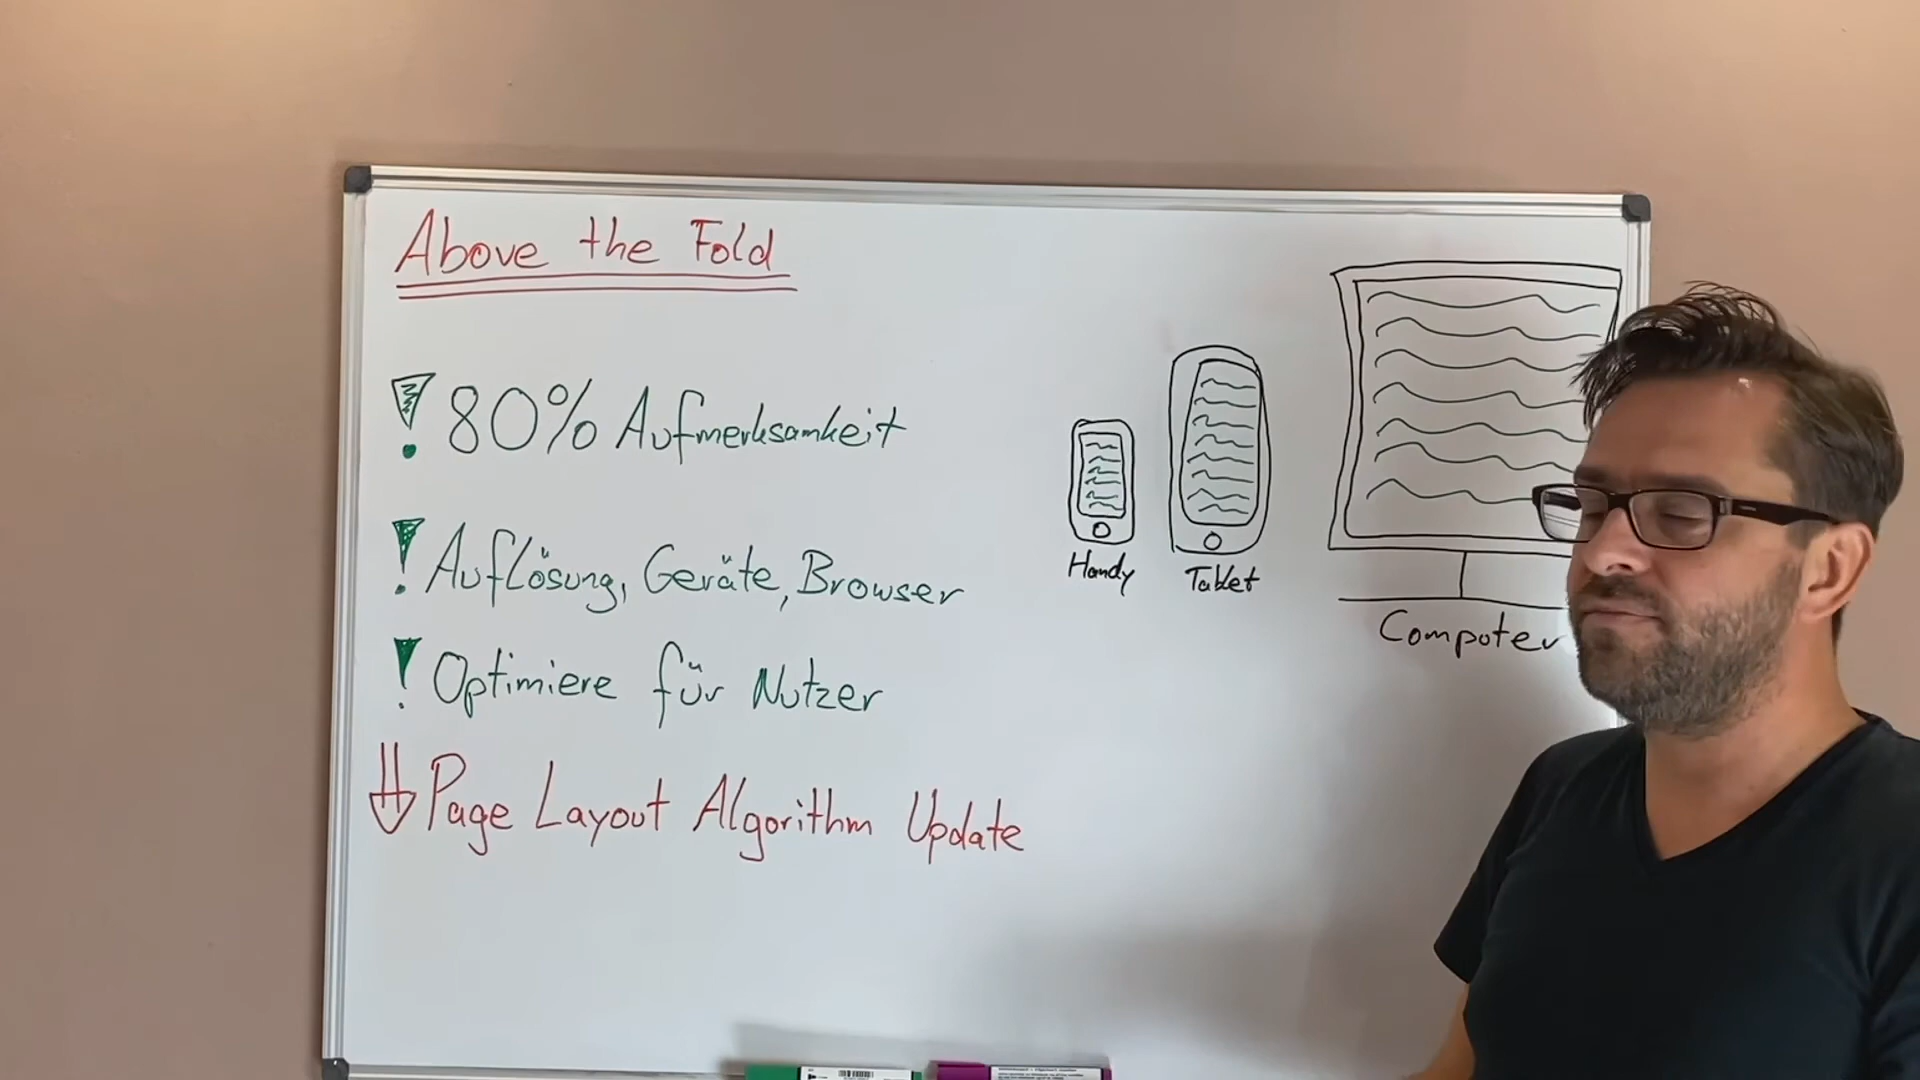 Above the Fold
! 80% Aufmerksamkeit
! Auflösung, Geräte, Browser
! Optimiere für Nutzer
Page Layout Algorithm Update
Handy
Tablet
Computer